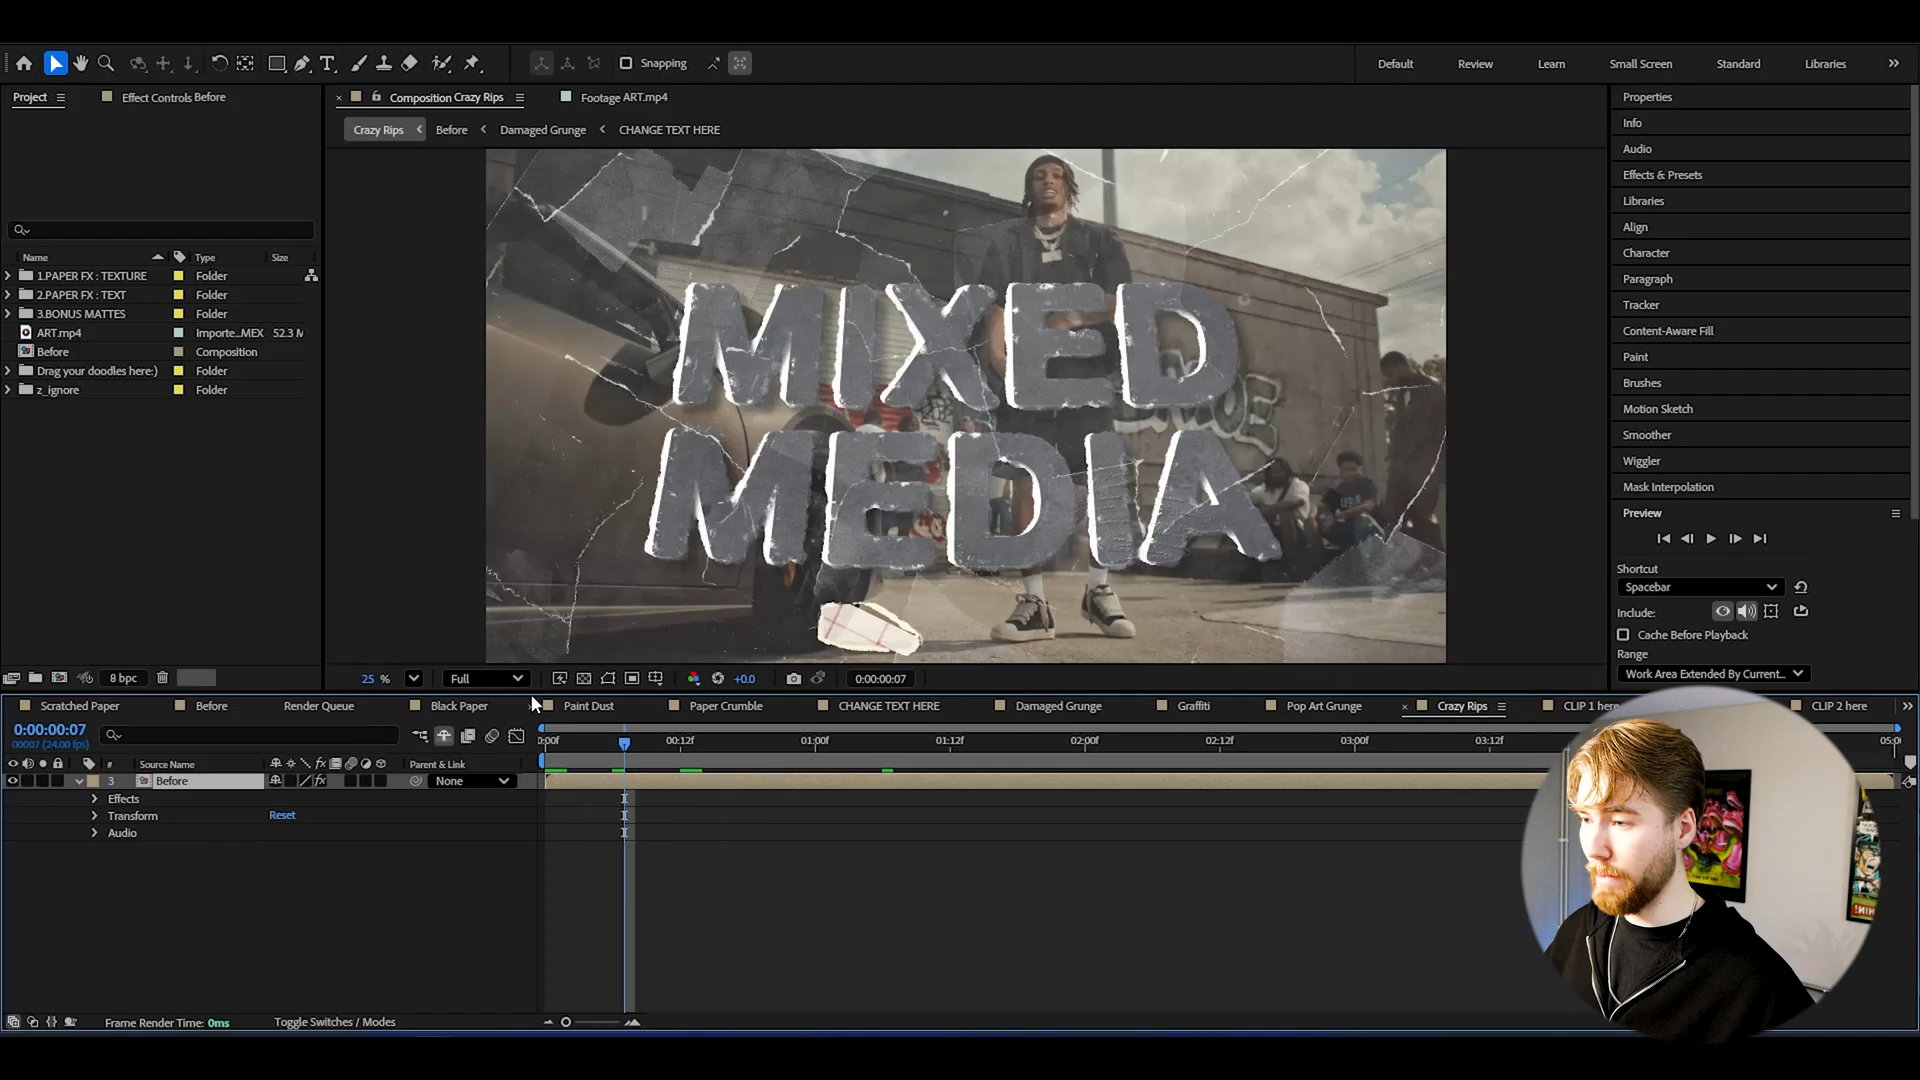 Snapping
Default
Review
Learn
Small Screen
Standard
Libraries
Project
Effect Controls Before
Composition Crazy Rips
Footage ART.mp4
Crazy Rips
Before
Damaged Grunge
CHANGE TEXT HERE
Name
Type
Size
1.PAPER FX : TEXTURE
Folder
2.PAPER FX : TEXT
Folder
3.BONUS MATTES
Folder
ART.mp4
Importe...MEX
52.3 M
Before
Composition
Drag your doodles here:)
Folder
z_ignore
Folder
MIXED
MEDIA
Properties
Info
Audio
Effects & Presets
Libraries
Align
Character
Paragraph
Tracker
Content-Aware Fill
Paint
Brushes
Motion Sketch
Smoother
Wiggler
Mask Interpolation
Preview
Shortcut
Spacebar
Include:
Cache Before Playback
Range
Work Area Extended By Current...
8 bpc
25 %
Full
+0.0
0:00:00:07
Scratched Paper
Before
Render Queue
Black Paper
Paint Dust
Paper Crumble
CHANGE TEXT HERE
Damaged Grunge
Graffiti
Pop Art Grunge
Crazy Rips
CLIP 1 here
CLIP 2 here
0:00:00:07
00007 (24.00 fps)
0:00f
00:12f
01:00f
01:12f
02:00f
02:12f
03:00f
03:12f
05:0
#
Source Name
Parent & Link
3
Before
None
Effects
Transform
Reset
Audio
Frame Render Time: 0ms
Toggle Switches / Modes